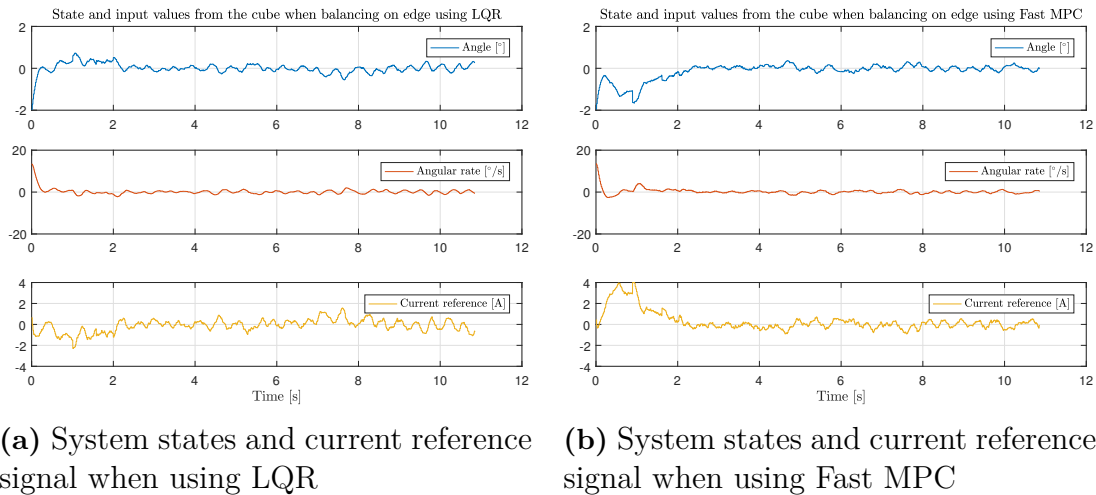 State and input values from the cube when balancing on edge using LQR
2
0
-2
Angle [°]
0 2 4 6 8 10 12
20
0
-20
Angular rate [°/s]
0 2 4 6 8 10 12
4
2
0
-2
-4
Current reference [A]
0 2 4 6 8 10 12
Time [s]
(a) System states and current reference
signal when using LQR
State and input values from the cube when balancing on edge using Fast MPC
2
0
-2
Angle [°]
0 2 4 6 8 10 12
20
0
-20
Angular rate [°/s]
0 2 4 6 8 10 12
4
2
0
-2
-4
Current reference [A]
0 2 4 6 8 10 12
Time [s]
(b) System states and current reference
signal when using Fast MPC